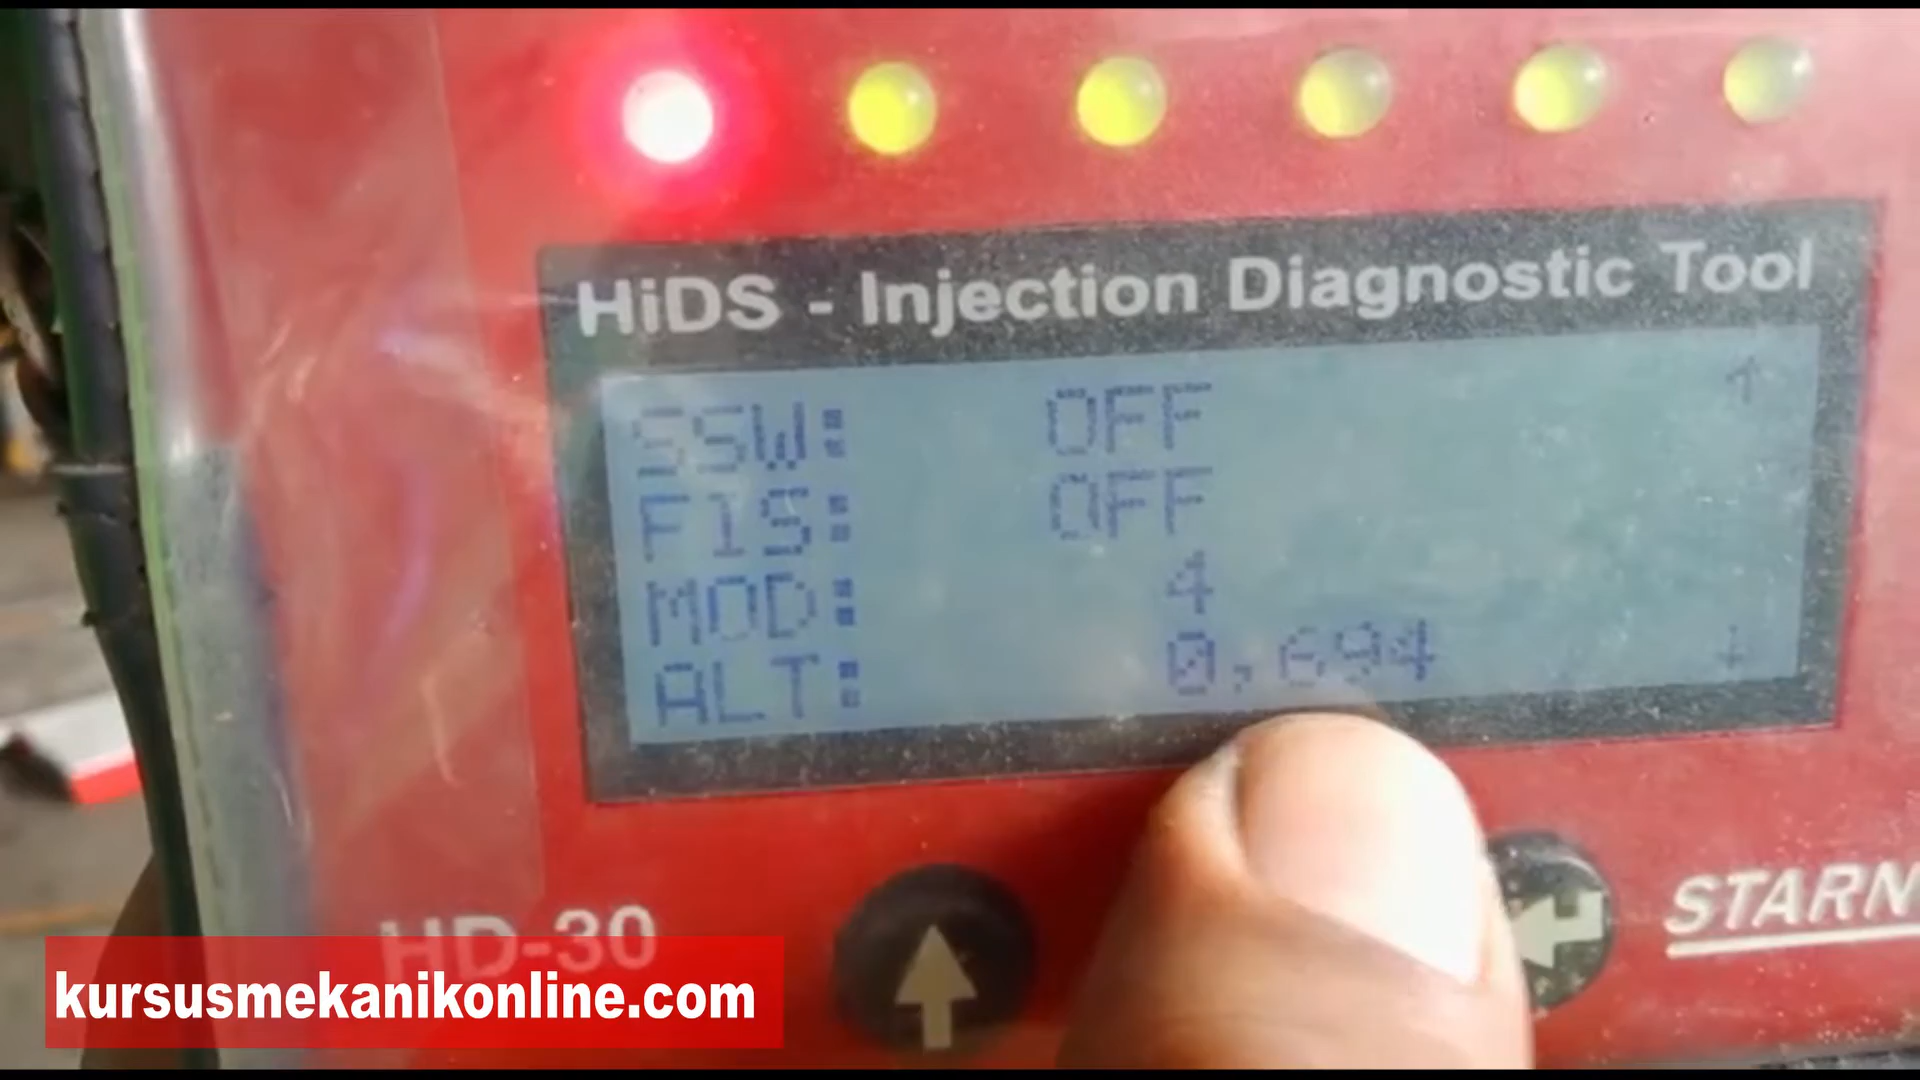 HiDS - Injection Diagnostic Tool
SSW: OFF ↑
FIS: OFF
MOD: 4
ALT: 0,694 ↓
HD-30
STARN
kursusmekanikonline.com